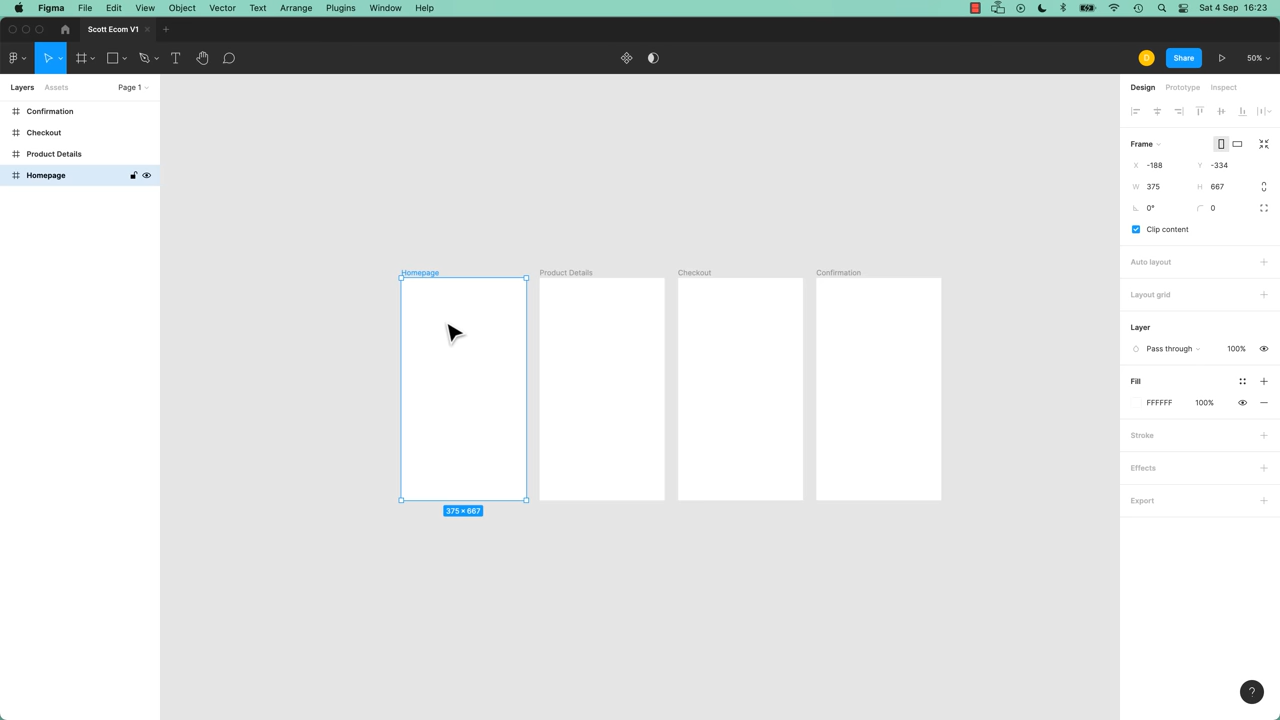 Figma File Edit View Object Vector Text Arrange Plugins Window Help Sat 4 Sep 16:23
Scott Ecom V1
Share 50%
D
Layers Assets Page 1
Confirmation
Checkout
Product Details
Homepage
Homepage Product Details Checkout Confirmation
375 × 667
Design Prototype Inspect
Frame
X -188 Y -334
W 375 H 667
0° 0
Clip content
Auto layout
Layout grid
Layer
Pass through 100%
Fill
FFFFFF 100%
Stroke
Effects
Export
?